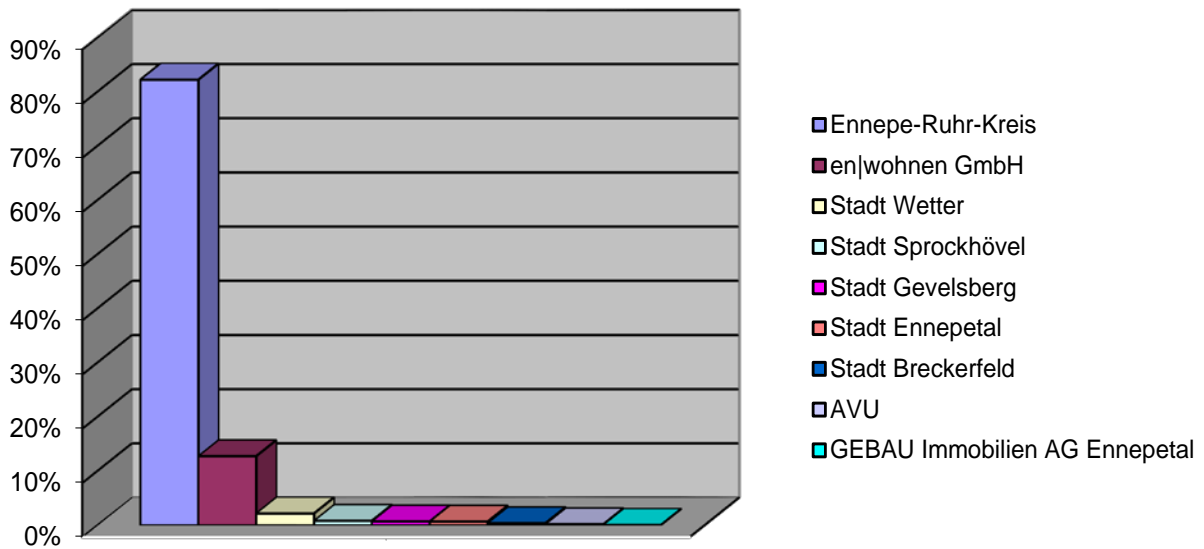 90%
80%
70%
60%
50%
40%
30%
20%
10%
0%
Ennepe-Ruhr-Kreis
en|wohnen GmbH
Stadt Wetter
Stadt Sprockhövel
Stadt Gevelsberg
Stadt Ennepetal
Stadt Breckerfeld
AVU
GEBAU Immobilien AG Ennepetal